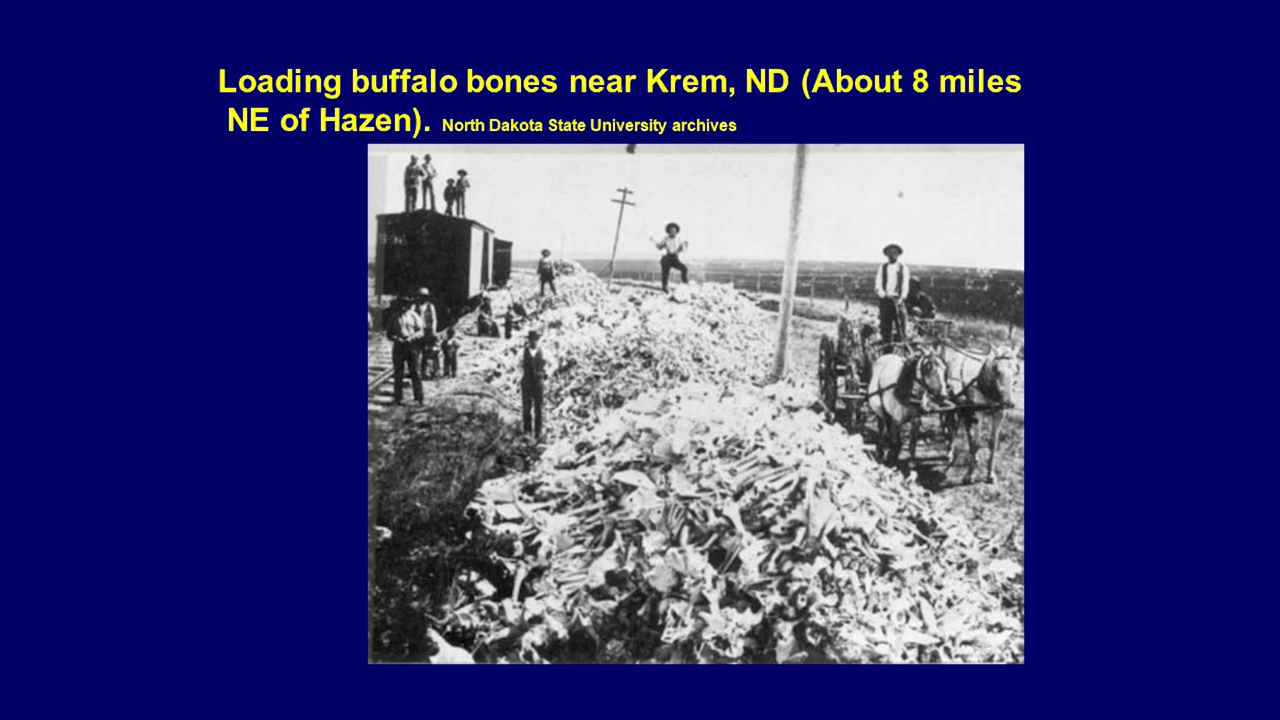 Loading buffalo bones near Krem, ND (About 8 miles
NE of Hazen). North Dakota State University archives